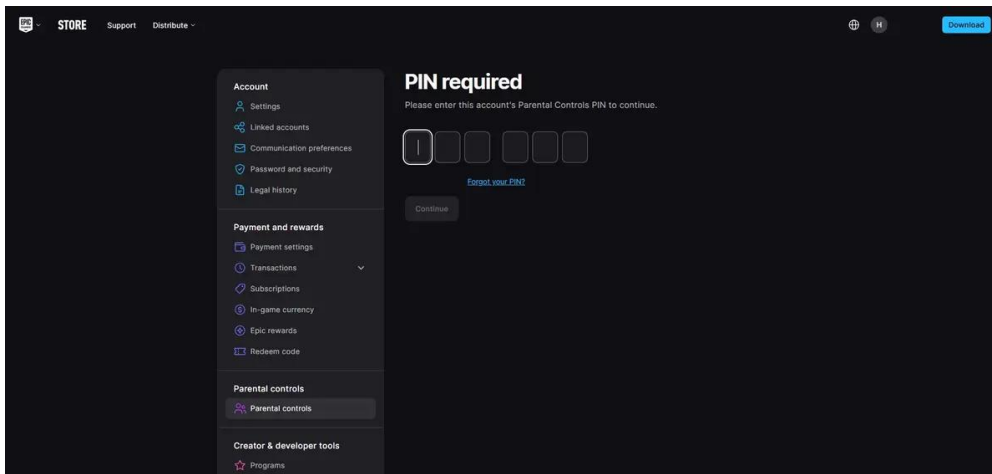 EPIC GAMES
STORE
Support
Distribute
H
Download
Account
Settings
Linked accounts
Communication preferences
Password and security
Legal history
Payment and rewards
Payment settings
Transactions
Subscriptions
In-game currency
Epic rewards
Redeem code
Parental controls
Parental controls
Creator & developer tools
Programs
PIN required
Please enter this account's Parental Controls PIN to continue.
Forgot your PIN?
Continue